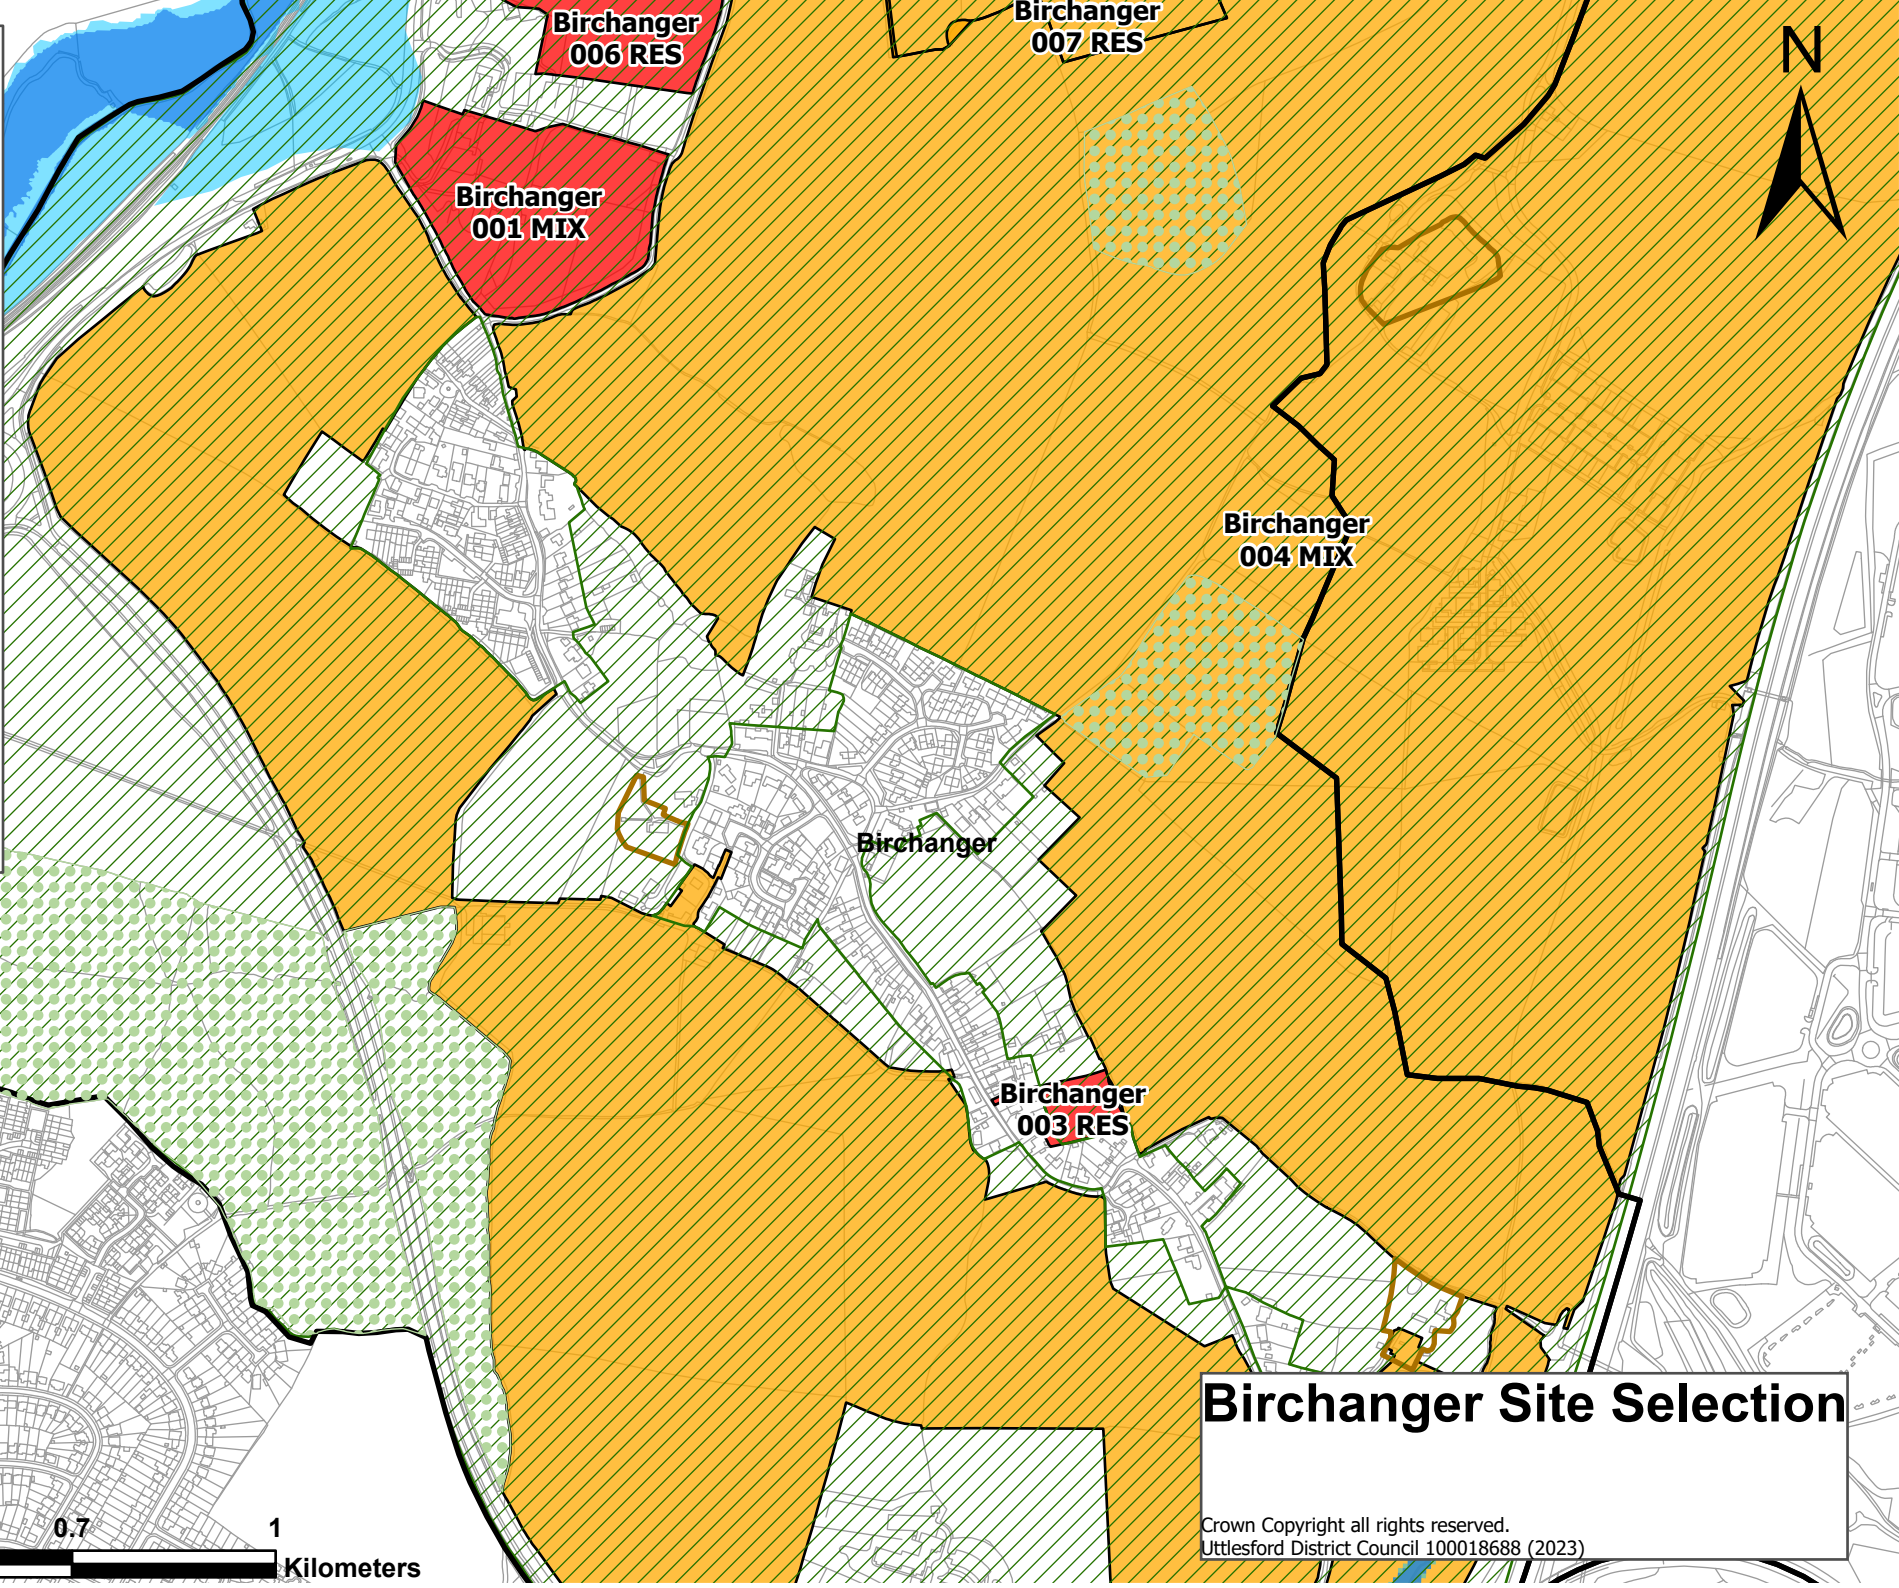 Birchanger
006 RES
Birchanger
007 RES
N
Birchanger
001 MIX
Birchanger
004 MIX
Birchanger
Birchanger
003 RES
Birchanger Site Selection
Crown Copyright all rights reserved.
Uttlesford District Council 100018688 (2023)
0.7 1
Kilometers